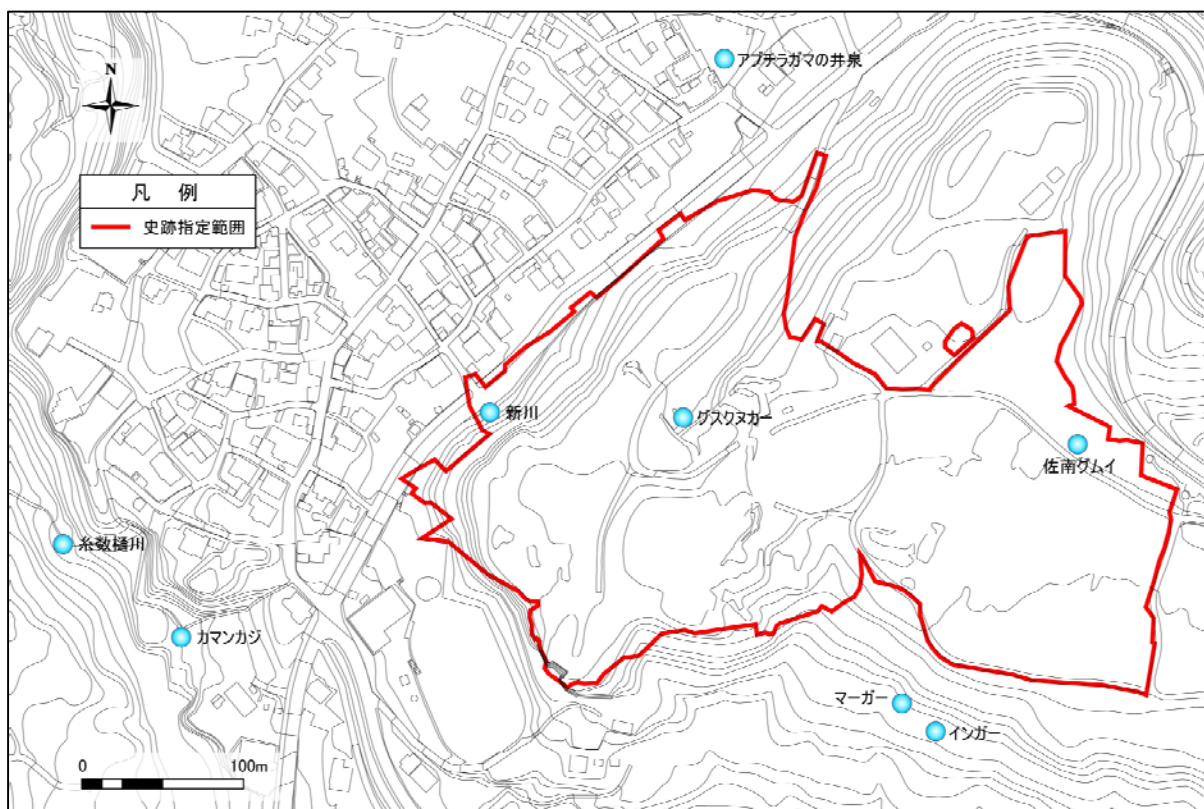 アブチラガマの井泉
N
凡 例
史跡指定範囲
新川
グスクヌカー
佐南グムイ
糸数樋川
カマンカジ
マーガー
インガー
0 100m